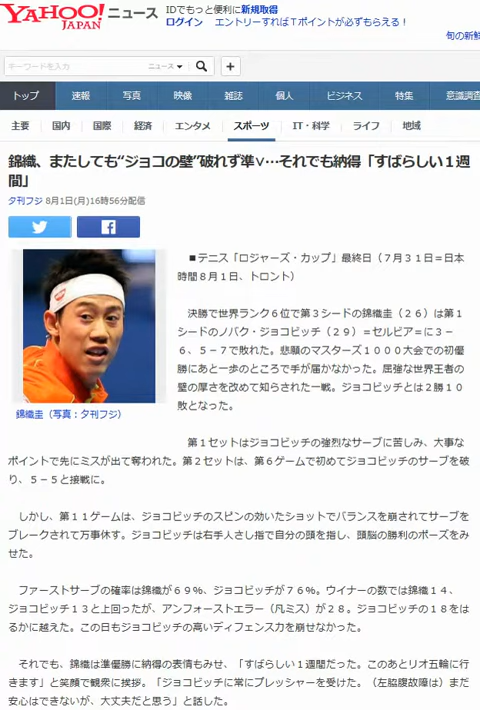 YAHOO! ニュース
JAPAN
IDでもっと便利に新規取得
ログイン エントリーすればTポイントが必ずもらえる!
旬の新鮮
キーワードを入力
ニュース
+
トップ 速報 写真 映像 雑誌 個人 ビジネス 特集 意識調査
主要 国内 国際 経済 エンタメ スポーツ IT・科学 ライフ 地域
錦織、またしても“ジョコの壁”破れず準V…それでも納得「すばらしい1週
間」
夕刊フジ 8月1日(月)16時56分配信
■テニス「ロジャーズ・カップ」最終日(7月31日=日本
時間8月1日、トロント)
決勝で世界ランク6位で第3シードの錦織圭(26)は第1
シードのノバク・ジョコビッチ(29)=セルビア=に3-
6、5-7で敗れた。悲願のマスターズ1000大会での初優
勝にあと一歩のところで手が届かなかった。屈強な世界王者の
壁の厚さを改めて知らされた一戦。ジョコビッチとは2勝10
敗となった。
錦織圭(写真:夕刊フジ)
第1セットはジョコビッチの強烈なサーブに苦しみ、大事な
ポイントで先にミスが出て奪われた。第2セットは、第6ゲームで初めてジョコビッチのサーブを破
り、5-5と接戦に。
しかし、第11ゲームは、ジョコビッチのスピンの効いたショットでバランスを崩されてサーブを
ブレークされて万事休す。ジョコビッチは右手人さし指で自分の頭を指し、頭脳の勝利のポーズをみ
せた。
ファーストサーブの確率は錦織が69%、ジョコビッチが76%。ウイナーの数では錦織14、
ジョコビッチ13と上回ったが、アンフォーストエラー(凡ミス)が28。ジョコビッチの18をは
るかに越えた。この日もジョコビッチの高いディフェンス力を崩せなかった。
それでも、錦織は準優勝に納得の表情もみせ、「すばらしい1週間だった。このあとリオ五輪に行
きます」と笑顔で観衆に挨拶。「ジョコビッチに常にプレッシャーを受けた。(左脇腹故障は)まだ
安心はできないが、大丈夫だと思う」と話した。